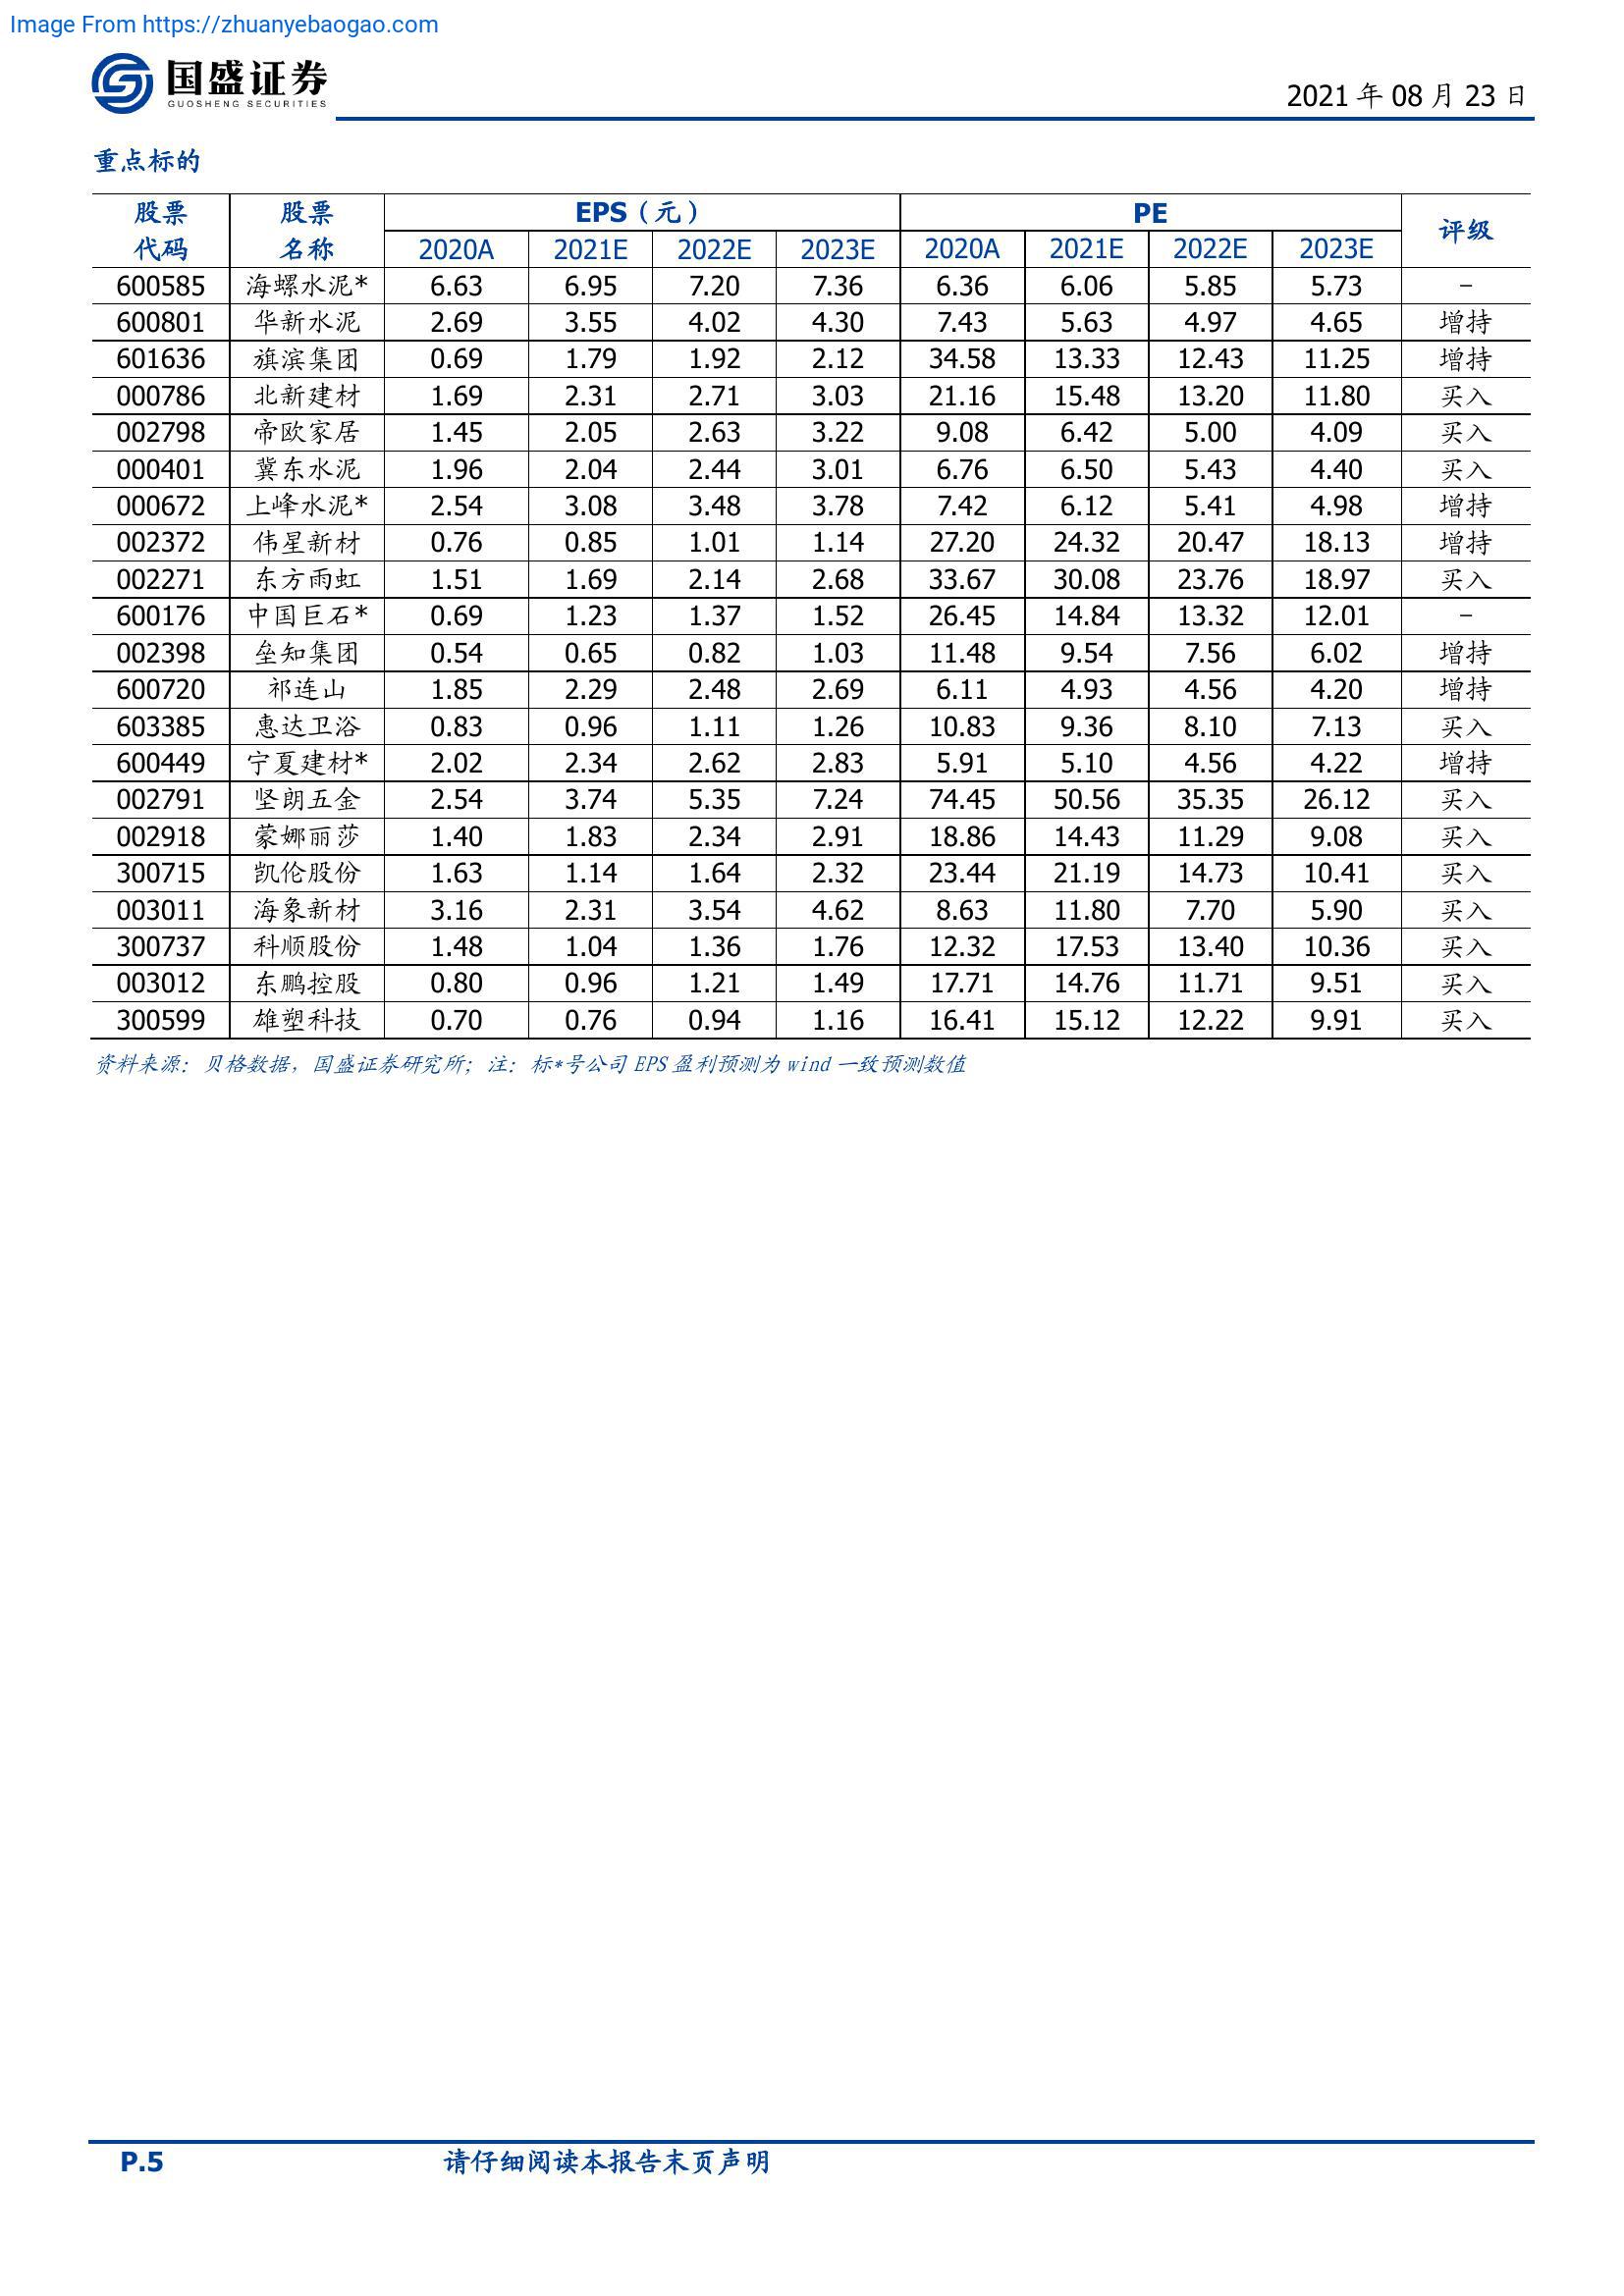 Image From https://zhuanyebaogao.com
国盛证券
GUOSHENG SECURITIES
2021 年 08 月 23 日
重点标的
股票 股票 EPS（元） PE 评级
代码 名称 2020A 2021E 2022E 2023E 2020A 2021E 2022E 2023E
600585 海螺水泥* 6.63 6.95 7.20 7.36 6.36 6.06 5.85 5.73 -
600801 华新水泥 2.69 3.55 4.02 4.30 7.43 5.63 4.97 4.65 增持
601636 旗滨集团 0.69 1.79 1.92 2.12 34.58 13.33 12.43 11.25 增持
000786 北新建材 1.69 2.31 2.71 3.03 21.16 15.48 13.20 11.80 买入
002798 帝欧家居 1.45 2.05 2.63 3.22 9.08 6.42 5.00 4.09 买入
000401 冀东水泥 1.96 2.04 2.44 3.01 6.76 6.50 5.43 4.40 买入
000672 上峰水泥* 2.54 3.08 3.48 3.78 7.42 6.12 5.41 4.98 增持
002372 伟星新材 0.76 0.85 1.01 1.14 27.20 24.32 20.47 18.13 增持
002271 东方雨虹 1.51 1.69 2.14 2.68 33.67 30.08 23.76 18.97 买入
600176 中国巨石* 0.69 1.23 1.37 1.52 26.45 14.84 13.32 12.01 -
002398 垒知集团 0.54 0.65 0.82 1.03 11.48 9.54 7.56 6.02 增持
600720 祁连山 1.85 2.29 2.48 2.69 6.11 4.93 4.56 4.20 增持
603385 惠达卫浴 0.83 0.96 1.11 1.26 10.83 9.36 8.10 7.13 买入
600449 宁夏建材* 2.02 2.34 2.62 2.83 5.91 5.10 4.56 4.22 增持
002791 坚朗五金 2.54 3.74 5.35 7.24 74.45 50.56 35.35 26.12 买入
002918 蒙娜丽莎 1.40 1.83 2.34 2.91 18.86 14.43 11.29 9.08 买入
300715 凯伦股份 1.63 1.14 1.64 2.32 23.44 21.19 14.73 10.41 买入
003011 海象新材 3.16 2.31 3.54 4.62 8.63 11.80 7.70 5.90 买入
300737 科顺股份 1.48 1.04 1.36 1.76 12.32 17.53 13.40 10.36 买入
003012 东鹏控股 0.80 0.96 1.21 1.49 17.71 14.76 11.71 9.51 买入
300599 雄塑科技 0.70 0.76 0.94 1.16 16.41 15.12 12.22 9.91 买入
资料来源：贝格数据，国盛证券研究所；注：标*号公司 EPS 盈利预测为 wind 一致预测数值
P.5 请仔细阅读本报告末页声明